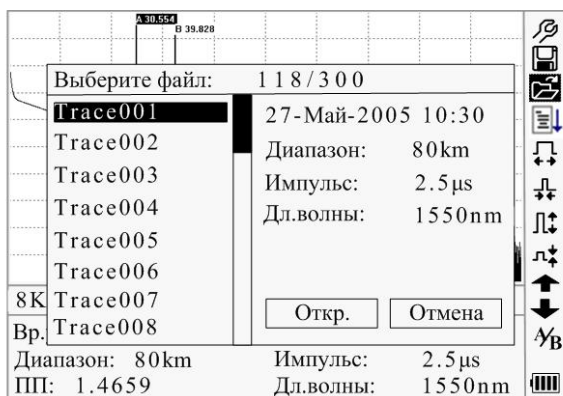 A 30.554
B 39.828
Выберите файл: 118/300
Trace001
Trace002
Trace003
Trace004
Trace005
Trace006
Trace007
Trace008
27-Май-2005 10:30
Диапазон: 80km
Импульс: 2.5µs
Дл.волны: 1550nm
Откр. Отмена
8K
Вр.
Диапазон: 80km Импульс: 2.5µs
ПП: 1.4659 Дл.волны: 1550nm
A/B